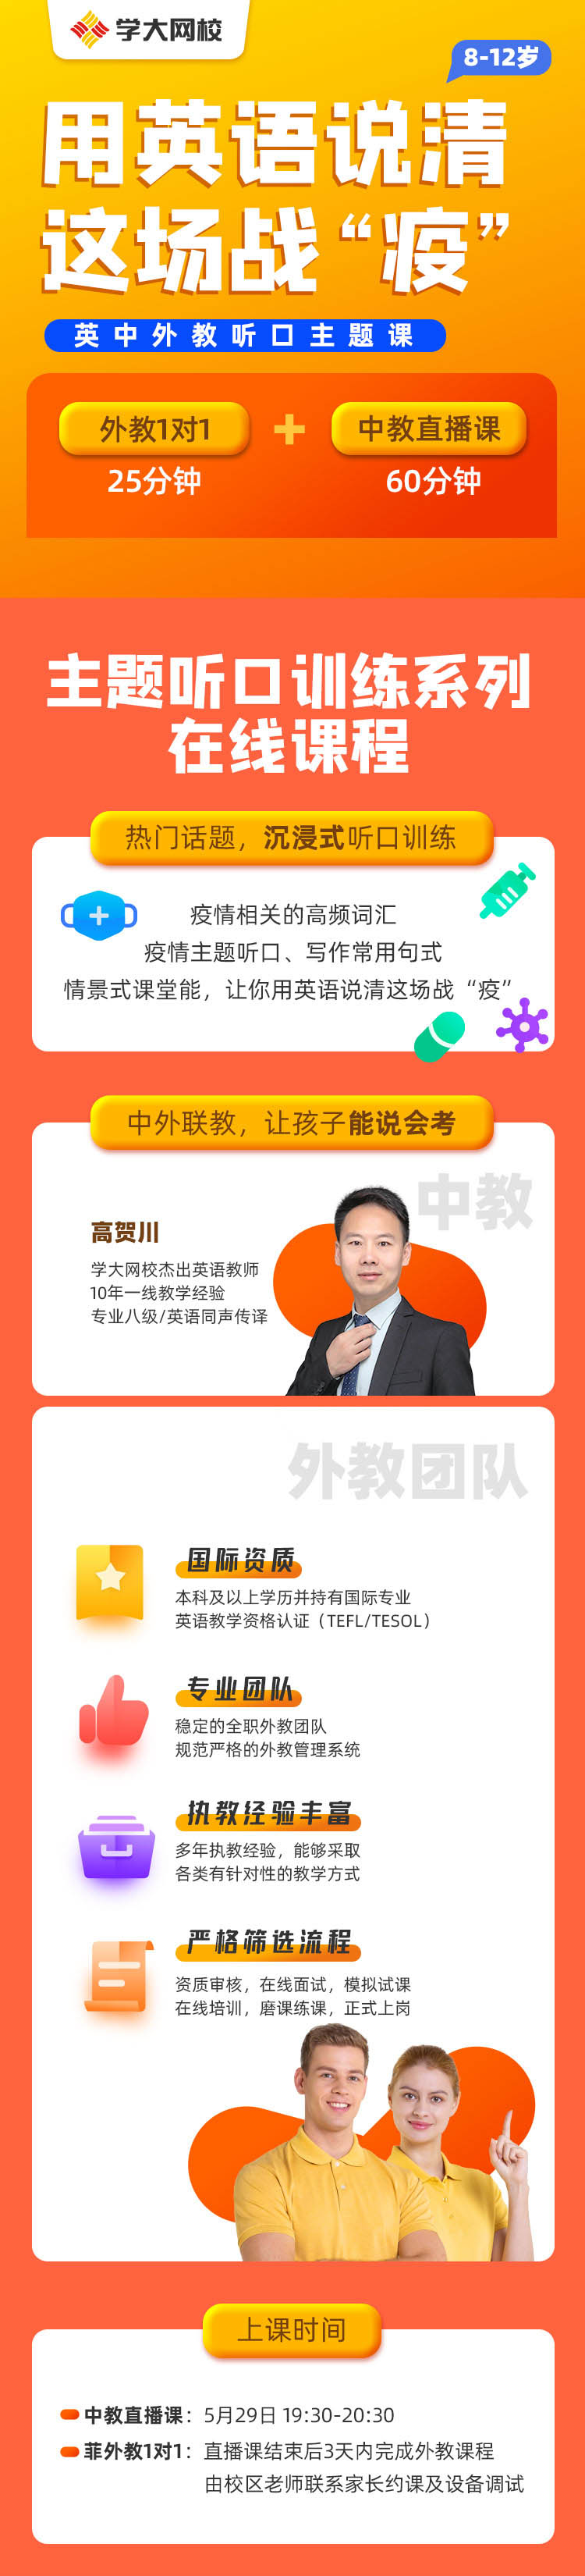 学大网校
8-12岁
用英语说清
这场战“疫”
英中外教听口主题课
外教1对1 + 中教直播课
25分钟 60分钟
主题听口训练系列
在线课程
热门话题，沉浸式听口训练
疫情相关的高频词汇
疫情主题听口、写作常用句式
情景式课堂能，让你用英语说清这场战“疫”
中外联教，让孩子能说会考
中教
高贺川
学大网校杰出英语教师
10年一线教学经验
专业八级/英语同声传译
外教团队
国际资质
本科及以上学历并持有国际专业
英语教学资格认证（TEFL/TESOL）
专业团队
稳定的全职外教团队
规范严格的外教管理系统
执教经验丰富
多年执教经验，能够采取
各类有针对性的教学方式
严格筛选流程
资质审核，在线面试，模拟试课
在线培训，磨课练课，正式上岗
上课时间
中教直播课：5月29日 19:30-20:30
菲外教1对1：直播课结束后3天内完成外教课程
由校区老师联系家长约课及设备调试